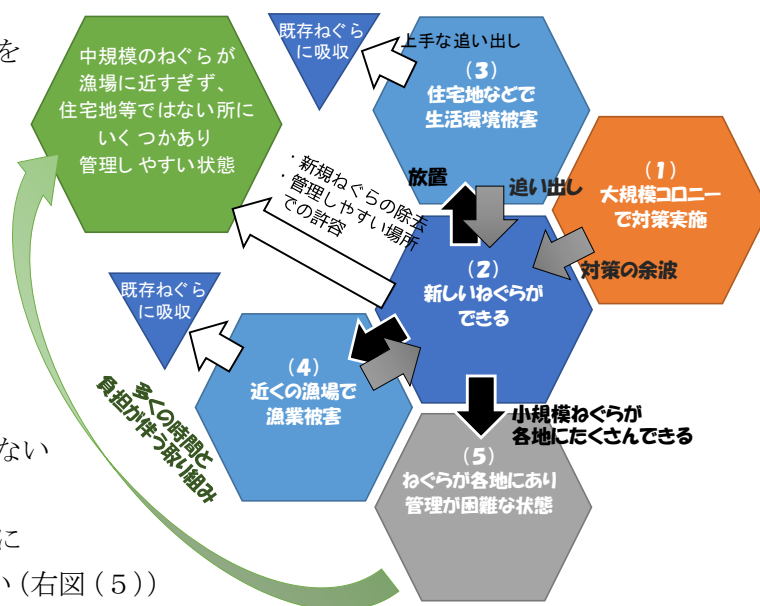 を
ない
に
い（右図（５））
中規模のねぐらが
漁場に近すぎず、
住宅地等ではない所に
いくつかあり
管理しやすい状態
既存ねぐら
に吸収
上手な追い出し
（３）
住宅地などで
生活環境被害
（１）
大規模コロニー
で対策実施
放置
追い出し
・新規ねぐらの除去
・管理しやすい場所
での許容
対策の余波
（２）
新しいねぐらが
できる
既存ねぐら
に吸収
（４）
近くの漁場で
漁業被害
多くの時間と
負担が伴う取り組み
小規模ねぐらが
各地にたくさんできる
（５）
ねぐらが各地にあり
管理が困難な状態